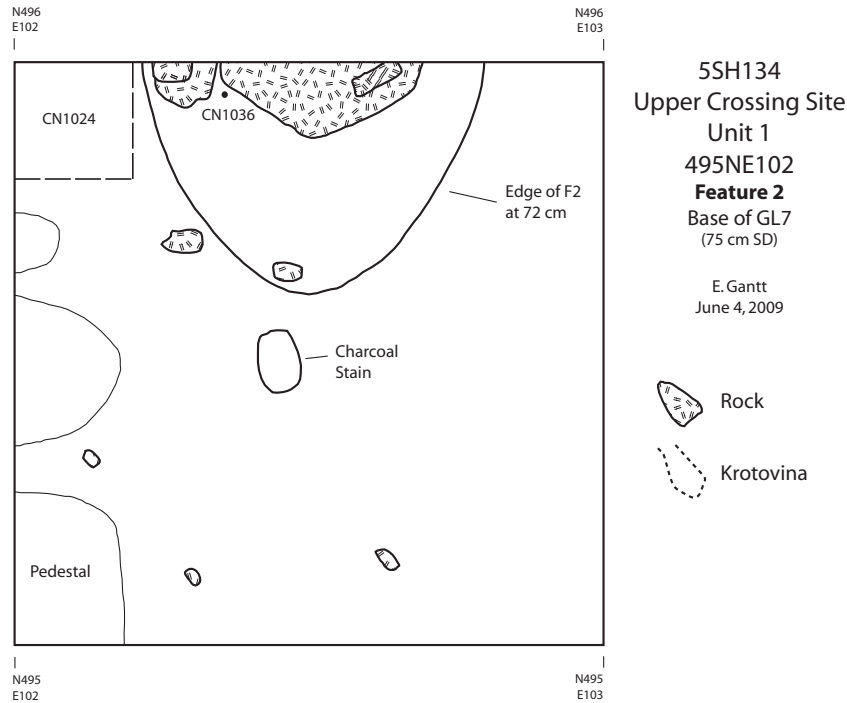 N496
E102
N496
E103
CN1024
CN1036
Edge of F2
at 72 cm
Charcoal
Stain
Pedestal
N495
E102
N495
E103
5SH134
Upper Crossing Site
Unit 1
495NE102
Feature 2
Base of GL7
(75 cm SD)
E. Gantt
June 4, 2009
Rock
Krotovina